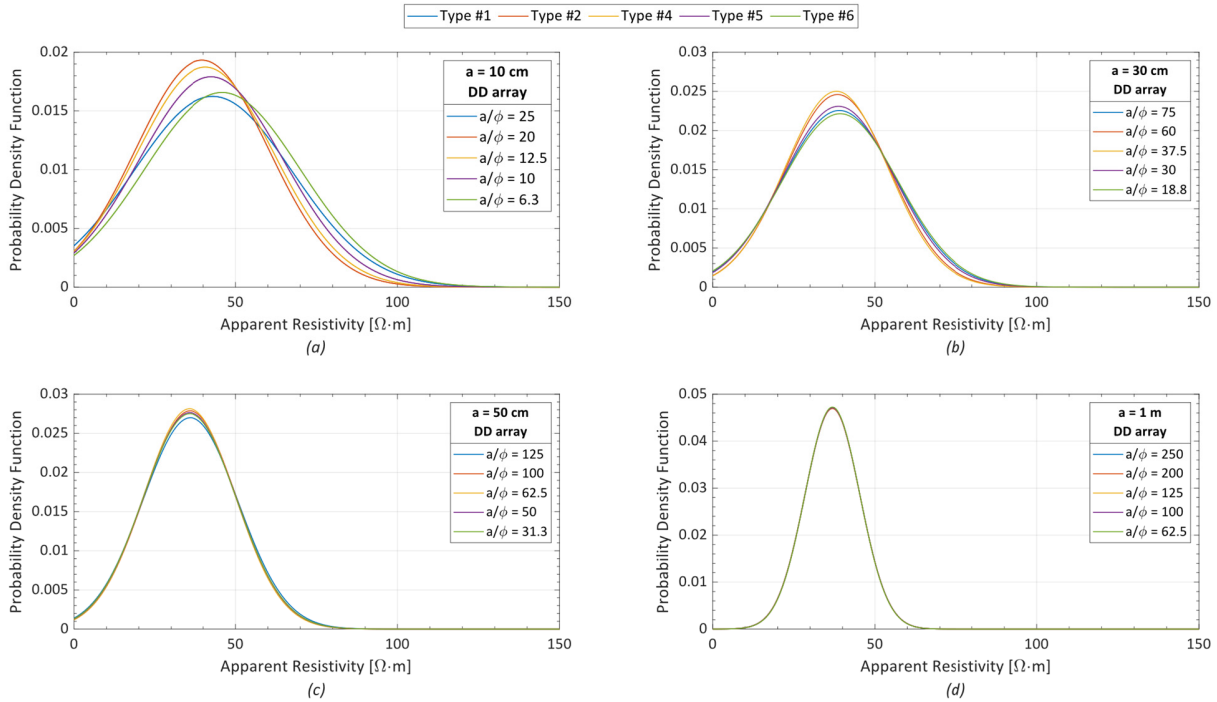 Type #1 Type #2 Type #4 Type #5 Type #6
0.02
0.015
0.01
0.005
0
Probability Density Function
a = 10 cm
DD array
a/ϕ = 25
a/ϕ = 20
a/ϕ = 12.5
a/ϕ = 10
a/ϕ = 6.3
0 50 100 150
Apparent Resistivity [Ω·m]
(a)
0.03
0.025
0.02
0.015
0.01
0.005
0
Probability Density Function
a = 30 cm
DD array
a/ϕ = 75
a/ϕ = 60
a/ϕ = 37.5
a/ϕ = 30
a/ϕ = 18.8
0 50 100 150
Apparent Resistivity [Ω·m]
(b)
0.03
0.025
0.02
0.015
0.01
0.005
0
Probability Density Function
a = 50 cm
DD array
a/ϕ = 125
a/ϕ = 100
a/ϕ = 62.5
a/ϕ = 50
a/ϕ = 31.3
0 50 100 150
Apparent Resistivity [Ω·m]
(c)
0.05
0.04
0.03
0.02
0.01
0
Probability Density Function
a = 1 m
DD array
a/ϕ = 250
a/ϕ = 200
a/ϕ = 125
a/ϕ = 100
a/ϕ = 62.5
0 50 100 150
Apparent Resistivity [Ω·m]
(d)